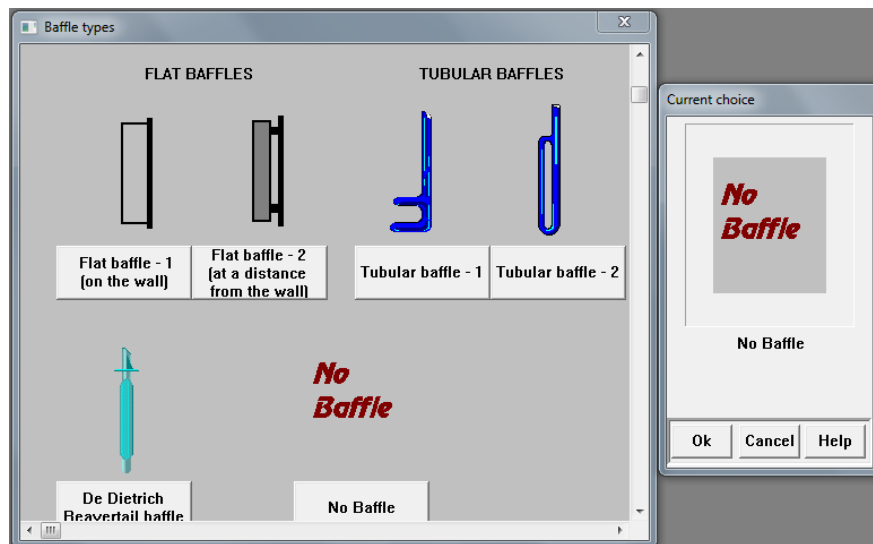 Baffle types
FLAT BAFFLES
TUBULAR BAFFLES
Flat baffle - 1
(on the wall)
Flat baffle - 2
(at a distance
from the wall)
Tubular baffle - 1
Tubular baffle - 2
No
Baffle
De Dietrich
Beavertail baffle
No Baffle
Current choice
No
Baffle
No Baffle
Ok
Cancel
Help